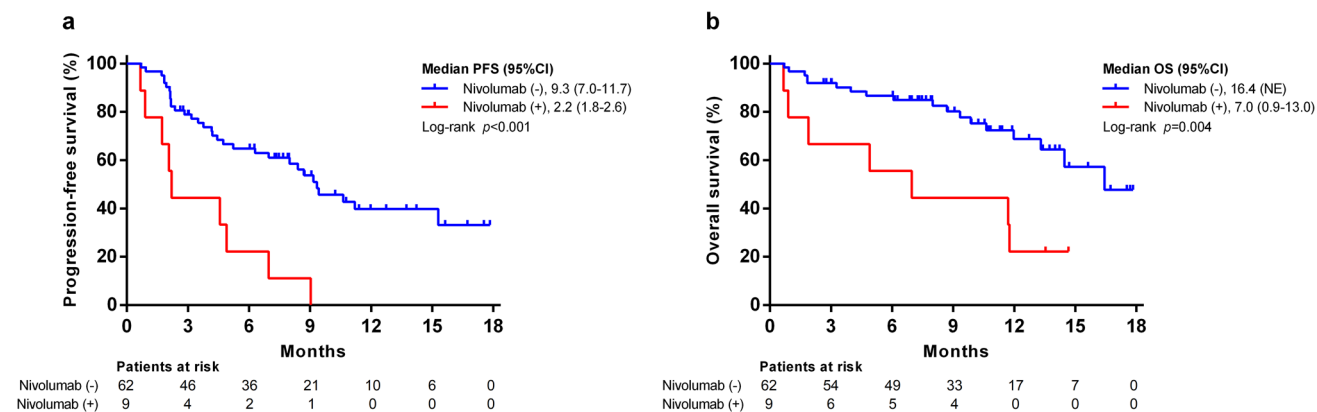 a
Progression-free survival (%)
100
80
60
40
20
0
0 3 6 9 12 15 18
Months
Median PFS (95%CI)
Nivolumab (-), 9.3 (7.0-11.7)
Nivolumab (+), 2.2 (1.8-2.6)
Log-rank p<0.001
Patients at risk
Nivolumab (-) 62 46 36 21 10 6 0
Nivolumab (+) 9 4 2 1 0 0 0
b
Overall survival (%)
100
80
60
40
20
0
0 3 6 9 12 15 18
Months
Median OS (95%CI)
Nivolumab (-), 16.4 (NE)
Nivolumab (+), 7.0 (0.9-13.0)
Log-rank p=0.004
Patients at risk
Nivolumab (-) 62 54 49 33 17 7 0
Nivolumab (+) 9 6 5 4 0 0 0